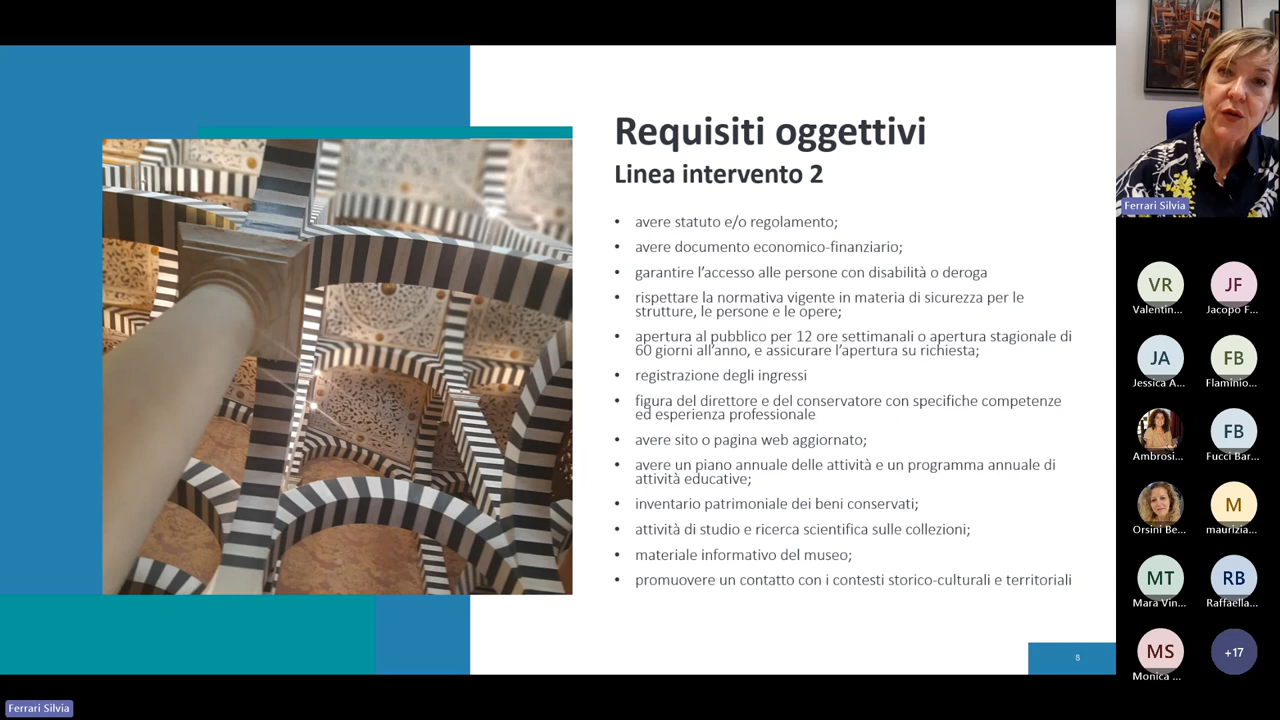 Requisiti oggettivi
Linea intervento 2
• avere statuto e/o regolamento;
• avere documento economico-finanziario;
• garantire l'accesso alle persone con disabilità o deroga
• rispettare la normativa vigente in materia di sicurezza per le
strutture, le persone e le opere;
• apertura al pubblico per 12 ore settimanali o apertura stagionale di
60 giorni all'anno, e assicurare l'apertura su richiesta;
• registrazione degli ingressi
• figura del direttore e del conservatore con specifiche competenze
ed esperienza professionale
• avere sito o pagina web aggiornato;
• avere un piano annuale delle attività e un programma annuale di
attività educative;
• inventario patrimoniale dei beni conservati;
• attività di studio e ricerca scientifica sulle collezioni;
• materiale informativo del museo;
• promuovere un contatto con i contesti storico-culturali e territoriali
8
Ferrari Silvia
VR
Valentin...
JF
Jacopo F...
JA
Jessica A...
FB
Flaminio...
Ambrosi...
FB
Fucci Bar...
Orsini Be...
M
maurizia...
MT
Mara Vin...
RB
Raffaella...
MS
Monica ...
+17
Ferrari Silvia